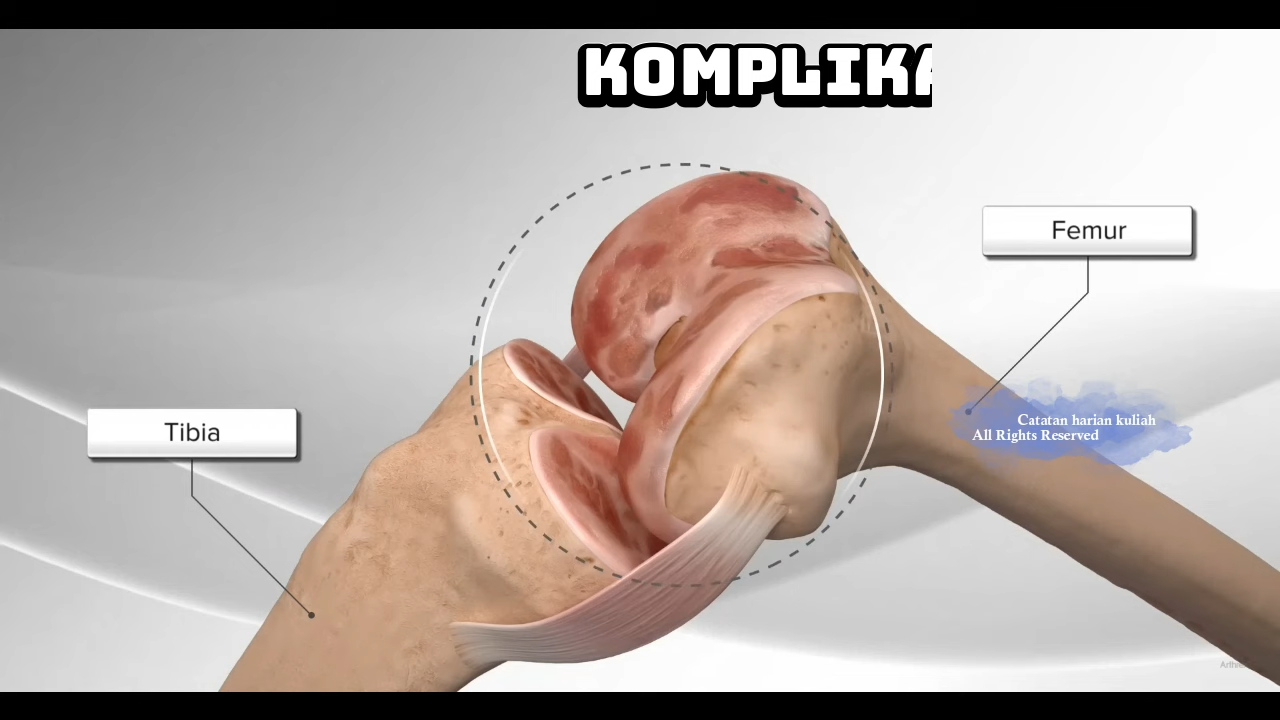 KOMPLIKA
Femur
Tibia
Catatan harian kuliah
All Rights Reserved